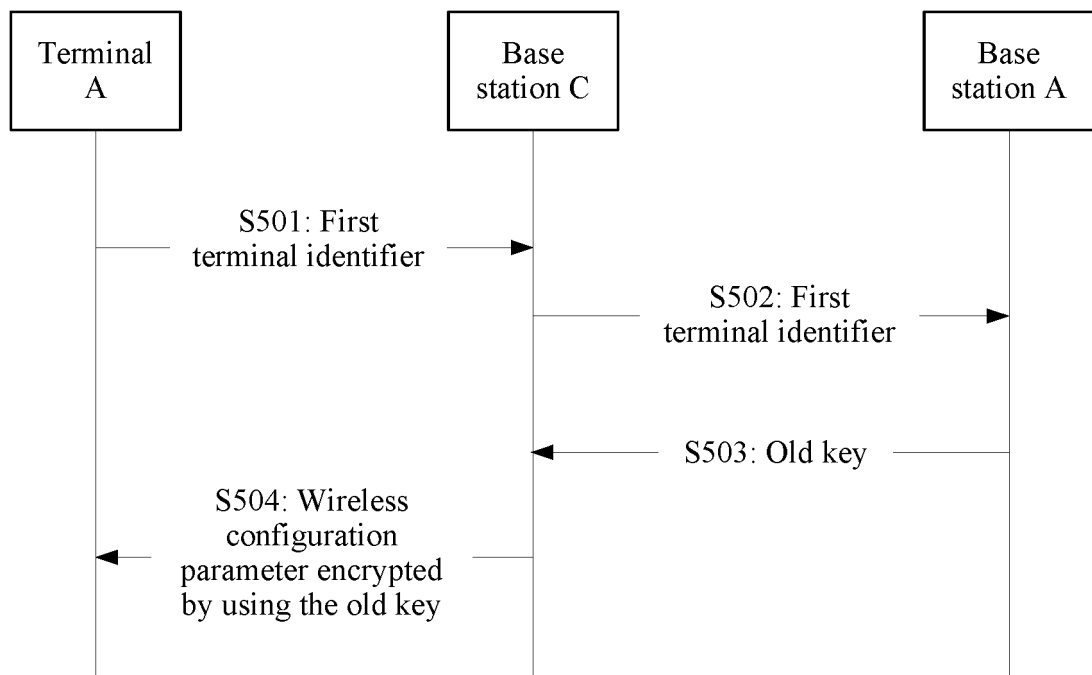 Terminal
A
Base
station C
Base
station A
S501: First
terminal identifier
S502: First
terminal identifier
S503: Old key
S504: Wireless
configuration
parameter encrypted
by using the old key